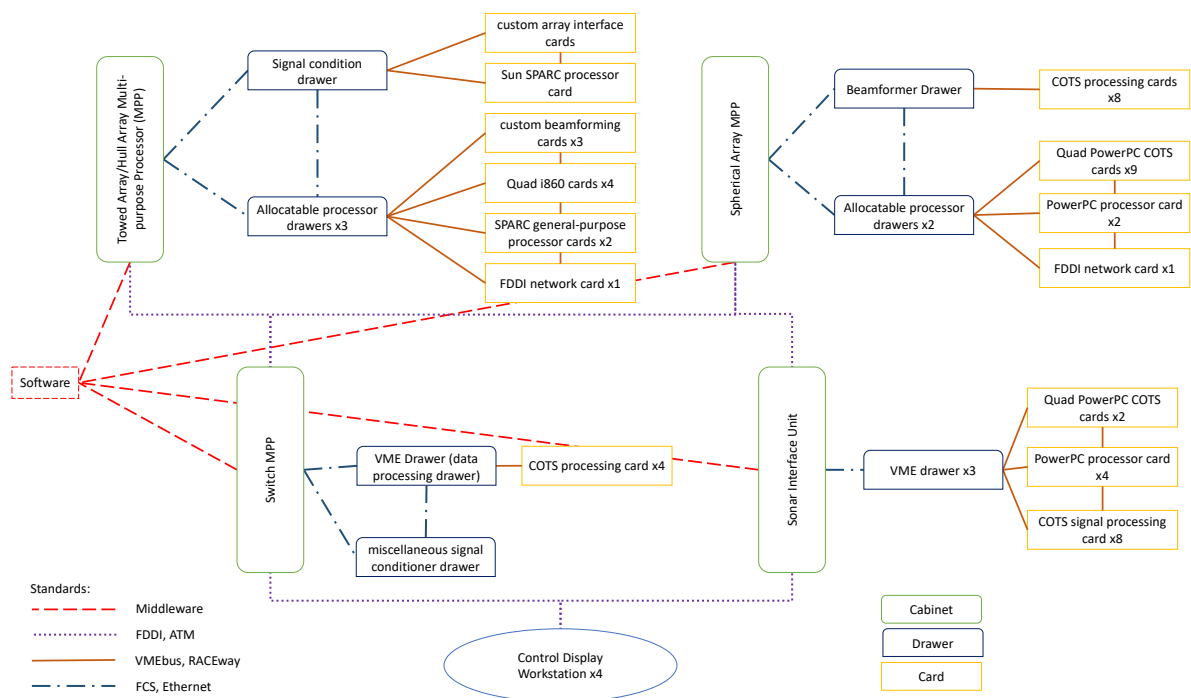 Towed Array/Hull Array Multi-
purpose Processor (MPP)
Signal condition
drawer
custom array interface
cards
Sun SPARC processor
card
Allocatable processor
drawers x3
custom beamforming
cards x3
Quad i860 cards x4
SPARC general-purpose
processor cards x2
FDDI network card x1
Spherical Array MPP
Beamformer Drawer
COTS processing cards
x8
Allocatable processor
drawers x2
Quad PowerPC COTS
cards x9
PowerPC processor card
x2
FDDI network card x1
Software
Switch MPP
VME Drawer (data
processing drawer)
COTS processing card x4
miscellaneous signal
conditioner drawer
Sonar Interface Unit
VME drawer x3
Quad PowerPC COTS
cards x2
PowerPC processor card
x4
COTS signal processing
card x8
Standards:
Middleware
FDDI, ATM
VMEbus, RACEway
FCS, Ethernet
Control Display
Workstation x4
Cabinet
Drawer
Card